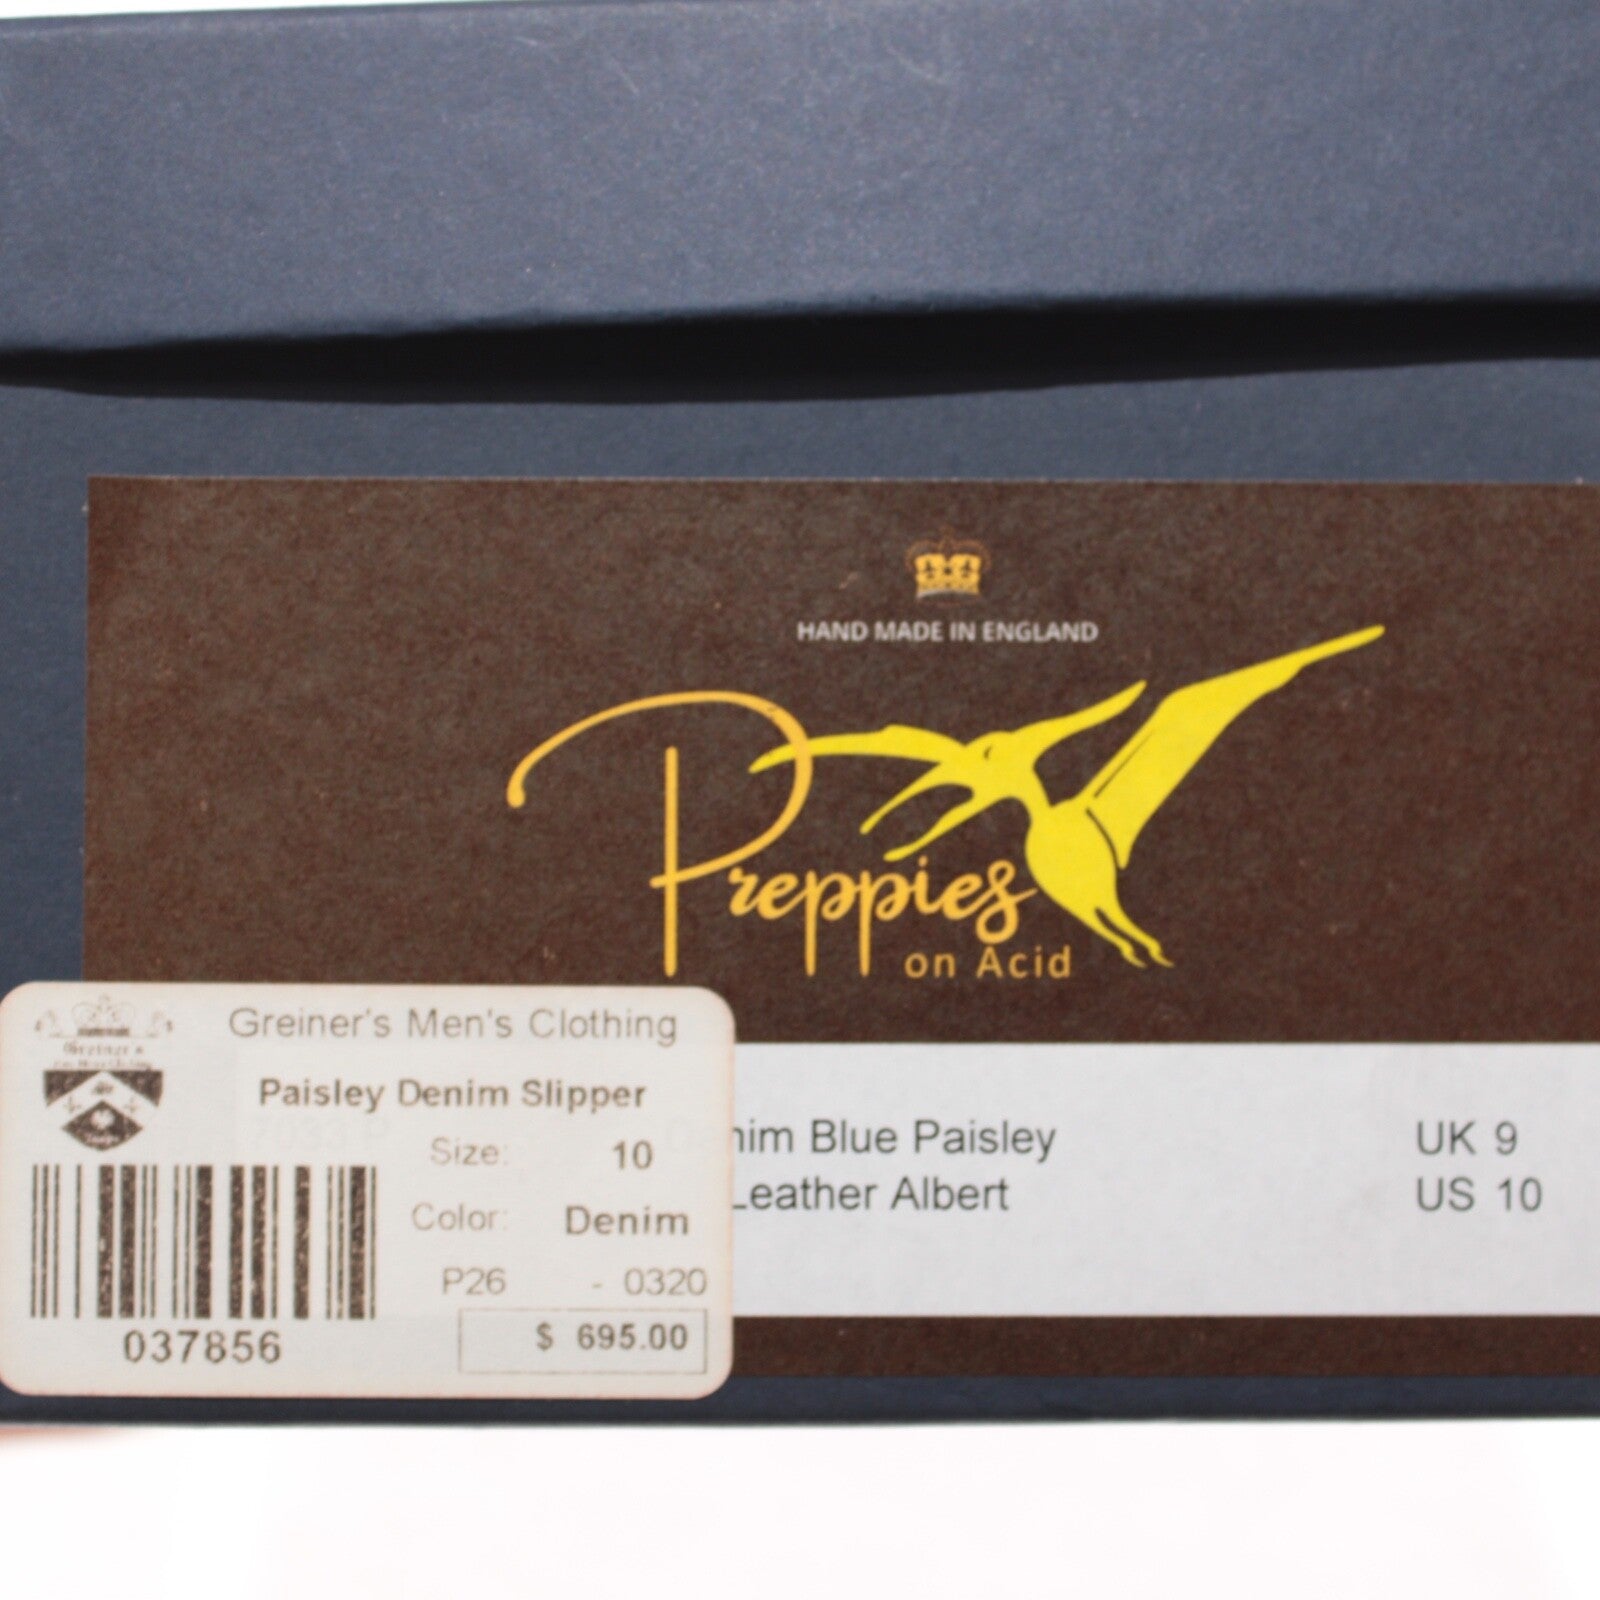 HAND MADE IN ENGLAND
Preppies
on Acid
Greiner's Men's Clothing
Paisley Denim Slipper
Size: 10
Color: Denim
P26 - 0320
$ 695.00
037856
Blue Paisley UK 9
Leather Albert US 10